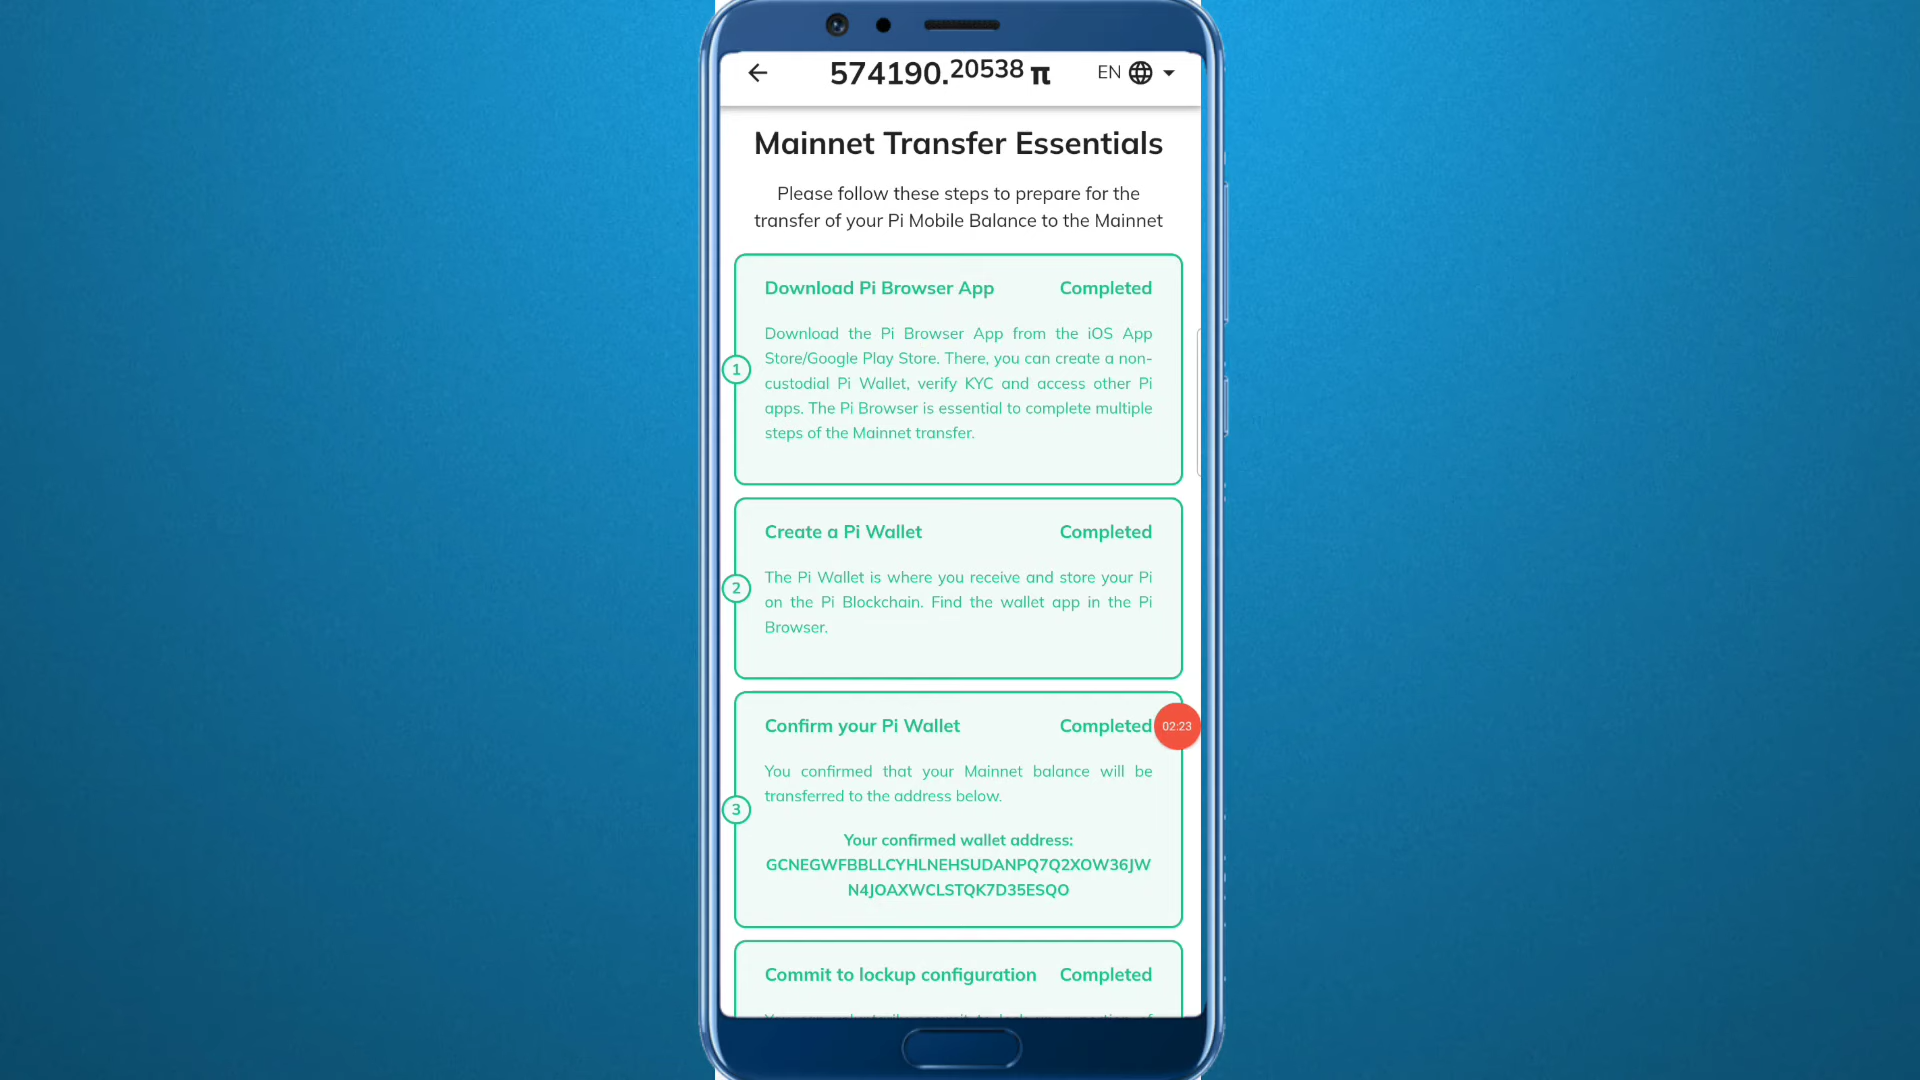 574190.20538 π EN
Mainnet Transfer Essentials
Please follow these steps to prepare for the
transfer of your Pi Mobile Balance to the Mainnet
Download Pi Browser App Completed
Download the Pi Browser App from the iOS App
Store/Google Play Store. There, you can create a non-
custodial Pi Wallet, verify KYC and access other Pi
1
apps. The Pi Browser is essential to complete multiple
steps of the Mainnet transfer.
Create a Pi Wallet Completed
The Pi Wallet is where you receive and store your Pi
2
on the Pi Blockchain. Find the wallet app in the Pi
Browser.
Confirm your Pi Wallet Completed
02:23
You confirmed that your Mainnet balance will be
transferred to the address below.
3
Your confirmed wallet address:
GCNEGWFBBLLCYHLNEHSUDANPQ7Q2XOW36JW
N4JOAXWCLSTQK7D35ESQO
Commit to lockup configuration Completed